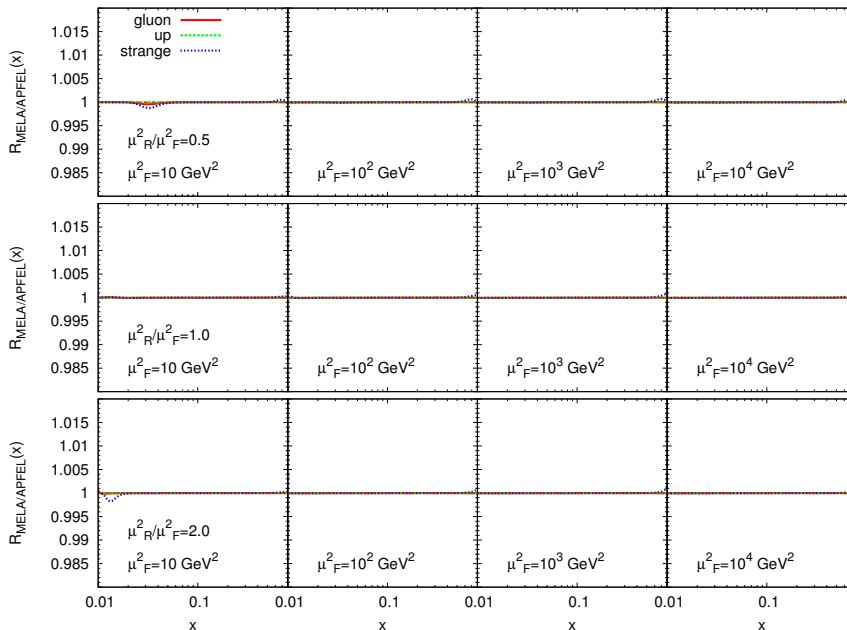 gluon
up
strange
R_MELA/APFEL(x)
1.015
1.01
1.005
1
0.995
0.99
0.985
μ²_R/μ²_F=0.5
μ²_F=10 GeV²
μ²_F=10² GeV²
μ²_F=10³ GeV²
μ²_F=10⁴ GeV²
R_MELA/APFEL(x)
1.015
1.01
1.005
1
0.995
0.99
0.985
μ²_R/μ²_F=1.0
μ²_F=10 GeV²
μ²_F=10² GeV²
μ²_F=10³ GeV²
μ²_F=10⁴ GeV²
R_MELA/APFEL(x)
1.015
1.01
1.005
1
0.995
0.99
0.985
μ²_R/μ²_F=2.0
μ²_F=10 GeV²
μ²_F=10² GeV²
μ²_F=10³ GeV²
μ²_F=10⁴ GeV²
0.01 0.1 0.01 0.1 0.01 0.1 0.01 0.1
x x x x